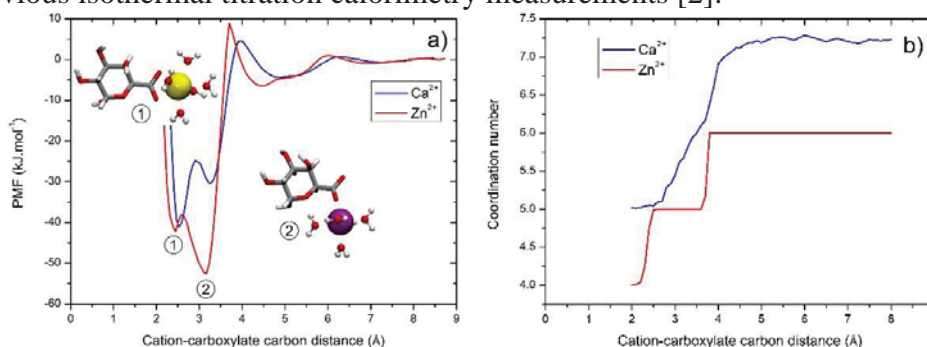 vious isothermal titration calorimetry measurements [2].
a)
PMF (kJ.mol⁻¹)
10
0
-10
-20
-30
-40
-50
-60
0 1 2 3 4 5 6 7 8 9
Cation-carboxylate carbon distance (Å)
Ca²⁺
Zn²⁺
1
2
1
2
b)
Coordination number
7.5
7.0
6.5
6.0
5.5
5.0
4.5
4.0
0 1 2 3 4 5 6 7 8 9
Cation-carboxylate carbon distance (Å)
Ca²⁺
Zn²⁺